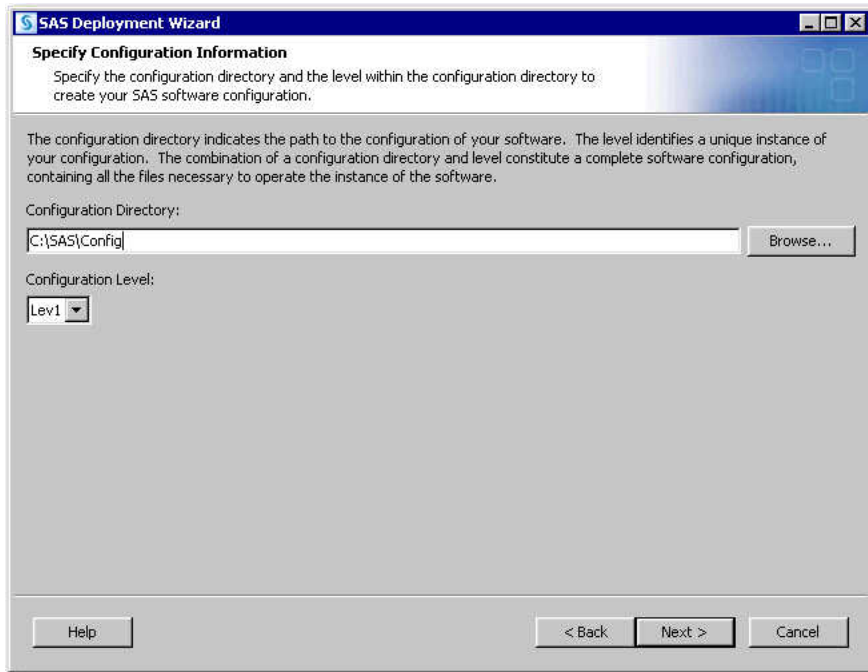 SAS Deployment Wizard
Specify Configuration Information
Specify the configuration directory and the level within the configuration directory to
create your SAS software configuration.
The configuration directory indicates the path to the configuration of your software. The level identifies a unique instance of
your configuration. The combination of a configuration directory and level constitute a complete software configuration,
containing all the files necessary to operate the instance of the software.
Configuration Directory:
C:\SAS\Config
Browse...
Configuration Level:
Lev1
Help
< Back
Next >
Cancel